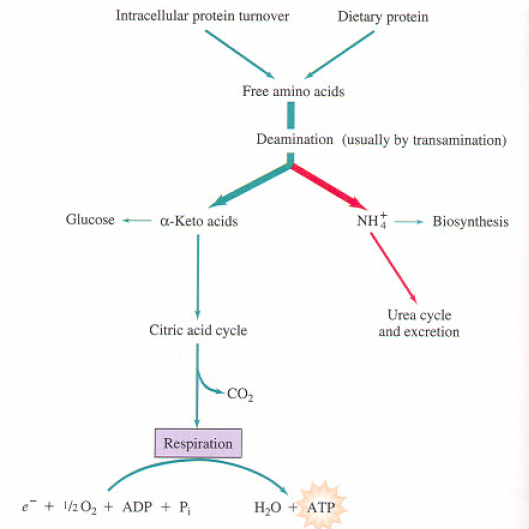 Intracellular protein turnover
Dietary protein
Free amino acids
Deamination (usually by transamination)
Glucose
α-Keto acids
NH₄⁺
Biosynthesis
Urea cycle
and excretion
Citric acid cycle
CO₂
Respiration
e⁻ + 1/2 O₂ + ADP + Pᵢ
H₂O + ATP